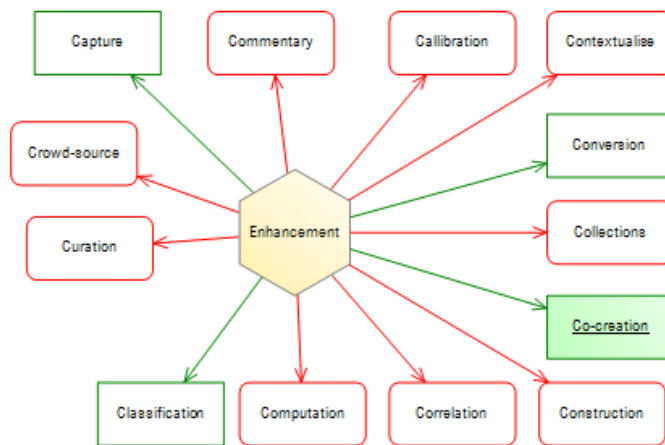 Capture
Commentary
Callibration
Contextualise
Crowd-source
Conversion
Curation
Enhancement
Collections
Co-creation
Classification
Computation
Correlation
Construction